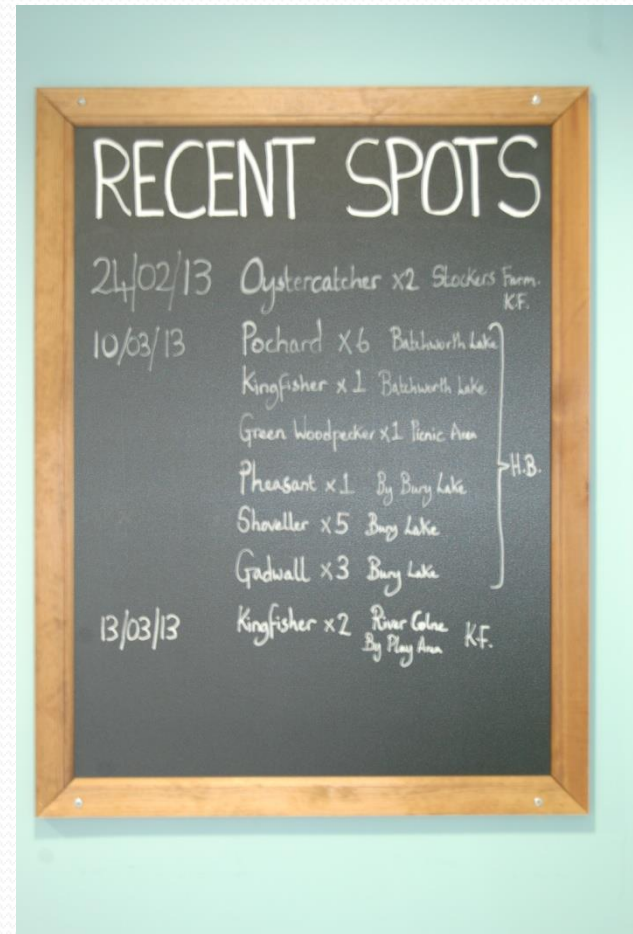 RECENT SPOTS
24/02/13 Oystercatcher x2 Stockers Farm.
K.F.
10/03/13 Pochard x6 Batchworth Lake
Kingfisher x 1 Batchworth Lake
Green Woodpecker x1 Picnic Area
Pheasant x 1 By Bury Lake
H.B.
Shoveller x5 Bury Lake
Gadwall x3 Bury Lake
13/03/13 Kingfisher x2 River Colne
By Play Area K.F.